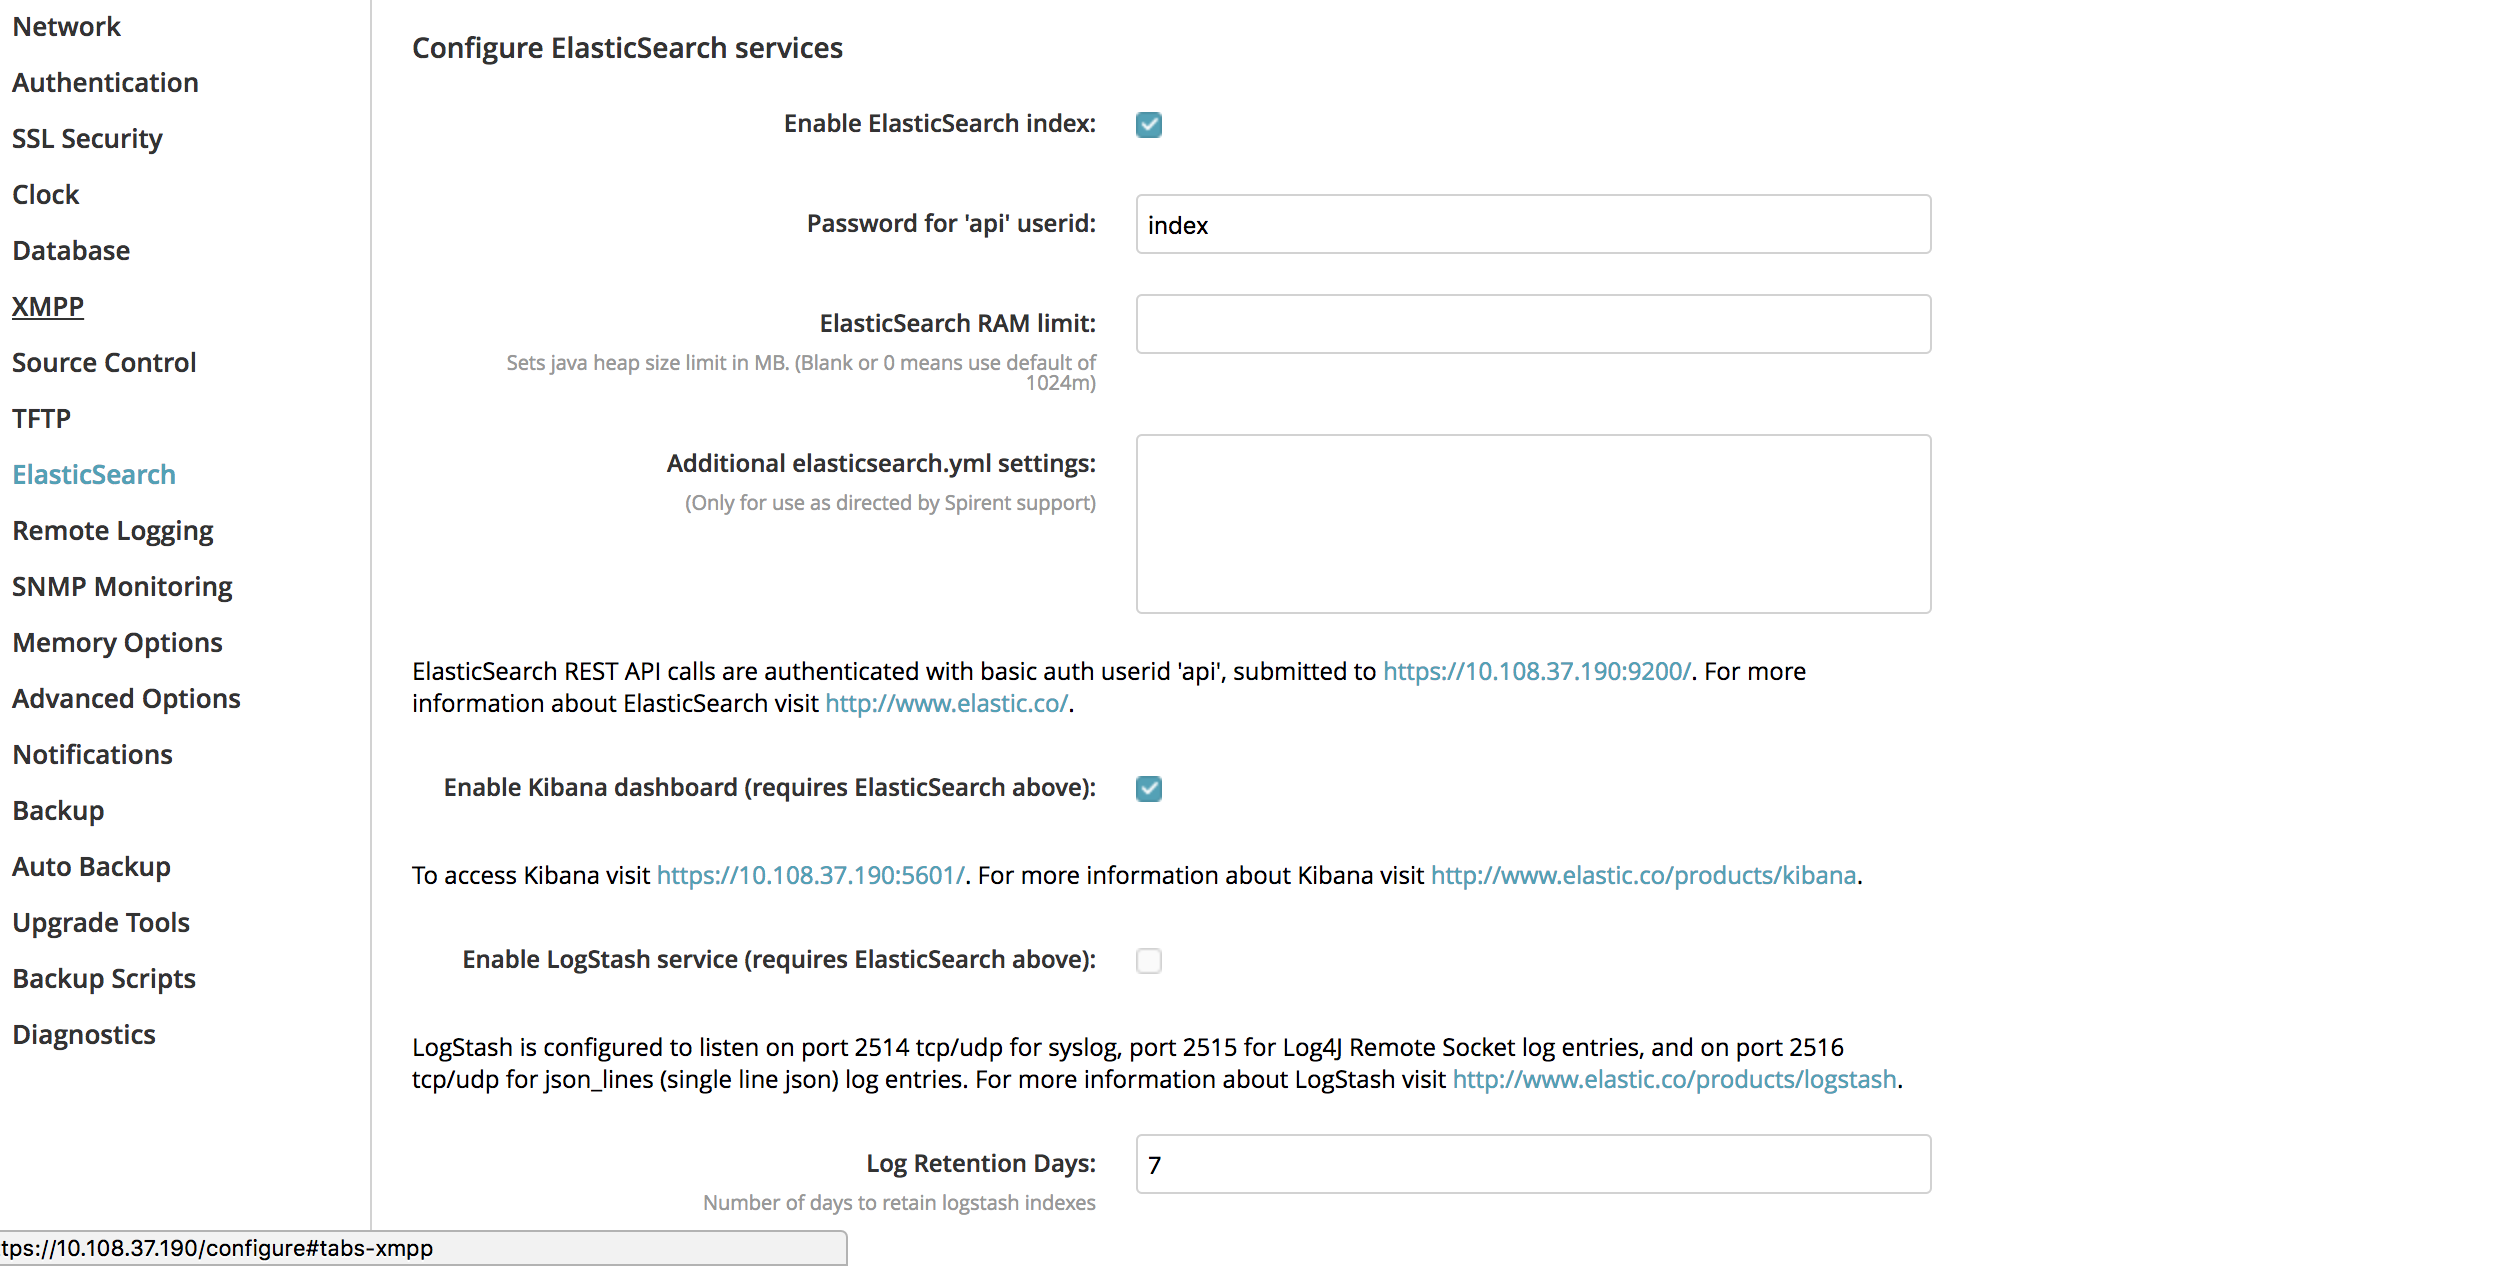 Network
Authentication
SSL Security
Clock
Database
XMPP
Source Control
TFTP
ElasticSearch
Remote Logging
SNMP Monitoring
Memory Options
Advanced Options
Notifications
Backup
Auto Backup
Upgrade Tools
Backup Scripts
Diagnostics
Configure ElasticSearch services
Enable ElasticSearch index:
Password for 'api' userid:
index
ElasticSearch RAM limit:
Sets java heap size limit in MB. (Blank or 0 means use default of
1024m)
Additional elasticsearch.yml settings:
(Only for use as directed by Spirent support)
ElasticSearch REST API calls are authenticated with basic auth userid 'api', submitted to https://10.108.37.190:9200/. For more
information about ElasticSearch visit http://www.elastic.co/.
Enable Kibana dashboard (requires ElasticSearch above):
To access Kibana visit https://10.108.37.190:5601/. For more information about Kibana visit http://www.elastic.co/products/kibana.
Enable LogStash service (requires ElasticSearch above):
LogStash is configured to listen on port 2514 tcp/udp for syslog, port 2515 for Log4J Remote Socket log entries, and on port 2516
tcp/udp for json_lines (single line json) log entries. For more information about LogStash visit http://www.elastic.co/products/logstash.
Log Retention Days:
7
Number of days to retain logstash indexes
tps://10.108.37.190/configure#tabs-xmpp